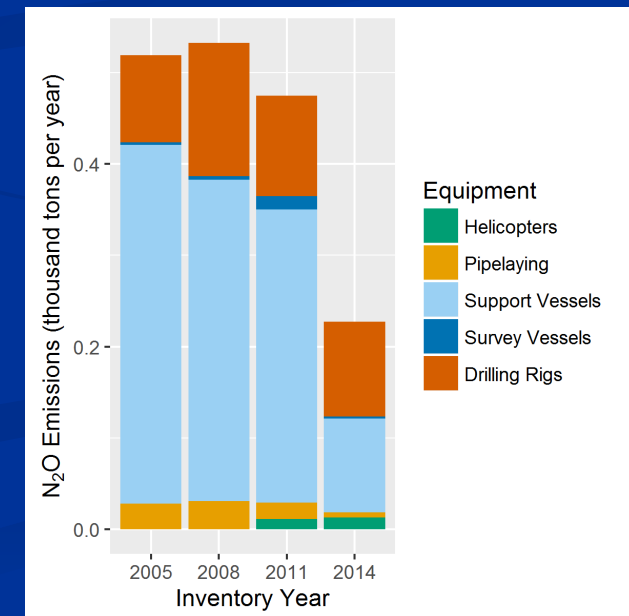 N₂O Emissions (thousand tons per year)
0.4
0.2
0.0
2005 2008 2011 2014
Inventory Year
Equipment
Helicopters
Pipelaying
Support Vessels
Survey Vessels
Drilling Rigs